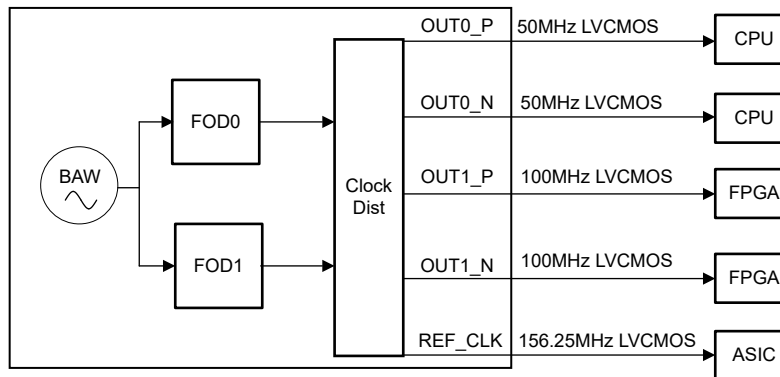 OUT0_P 50MHz LVCMOS CPU
FOD0
OUT0_N 50MHz LVCMOS CPU
BAW
Clock
Dist
OUT1_P 100MHz LVCMOS FPGA
FOD1
OUT1_N 100MHz LVCMOS FPGA
REF_CLK 156.25MHz LVCMOS ASIC